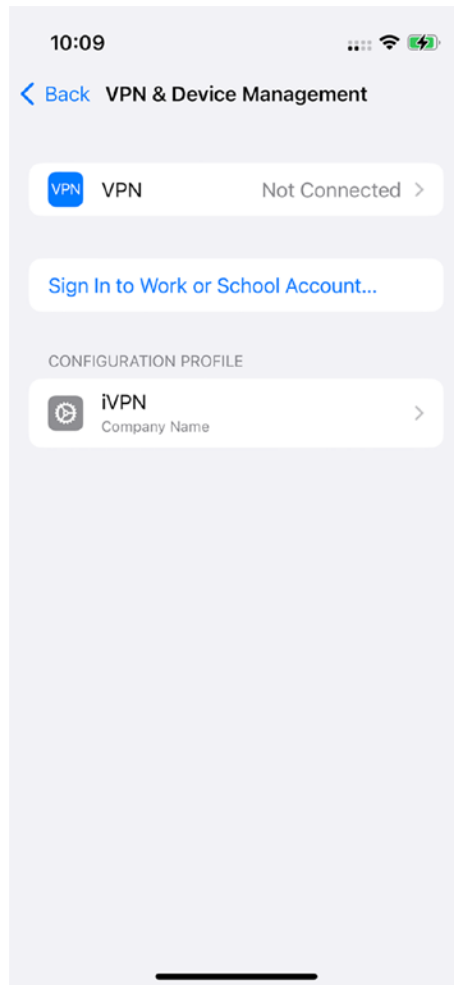 10:09
Back VPN & Device Management
VPN VPN Not Connected
Sign In to Work or School Account...
CONFIGURATION PROFILE
iVPN
Company Name